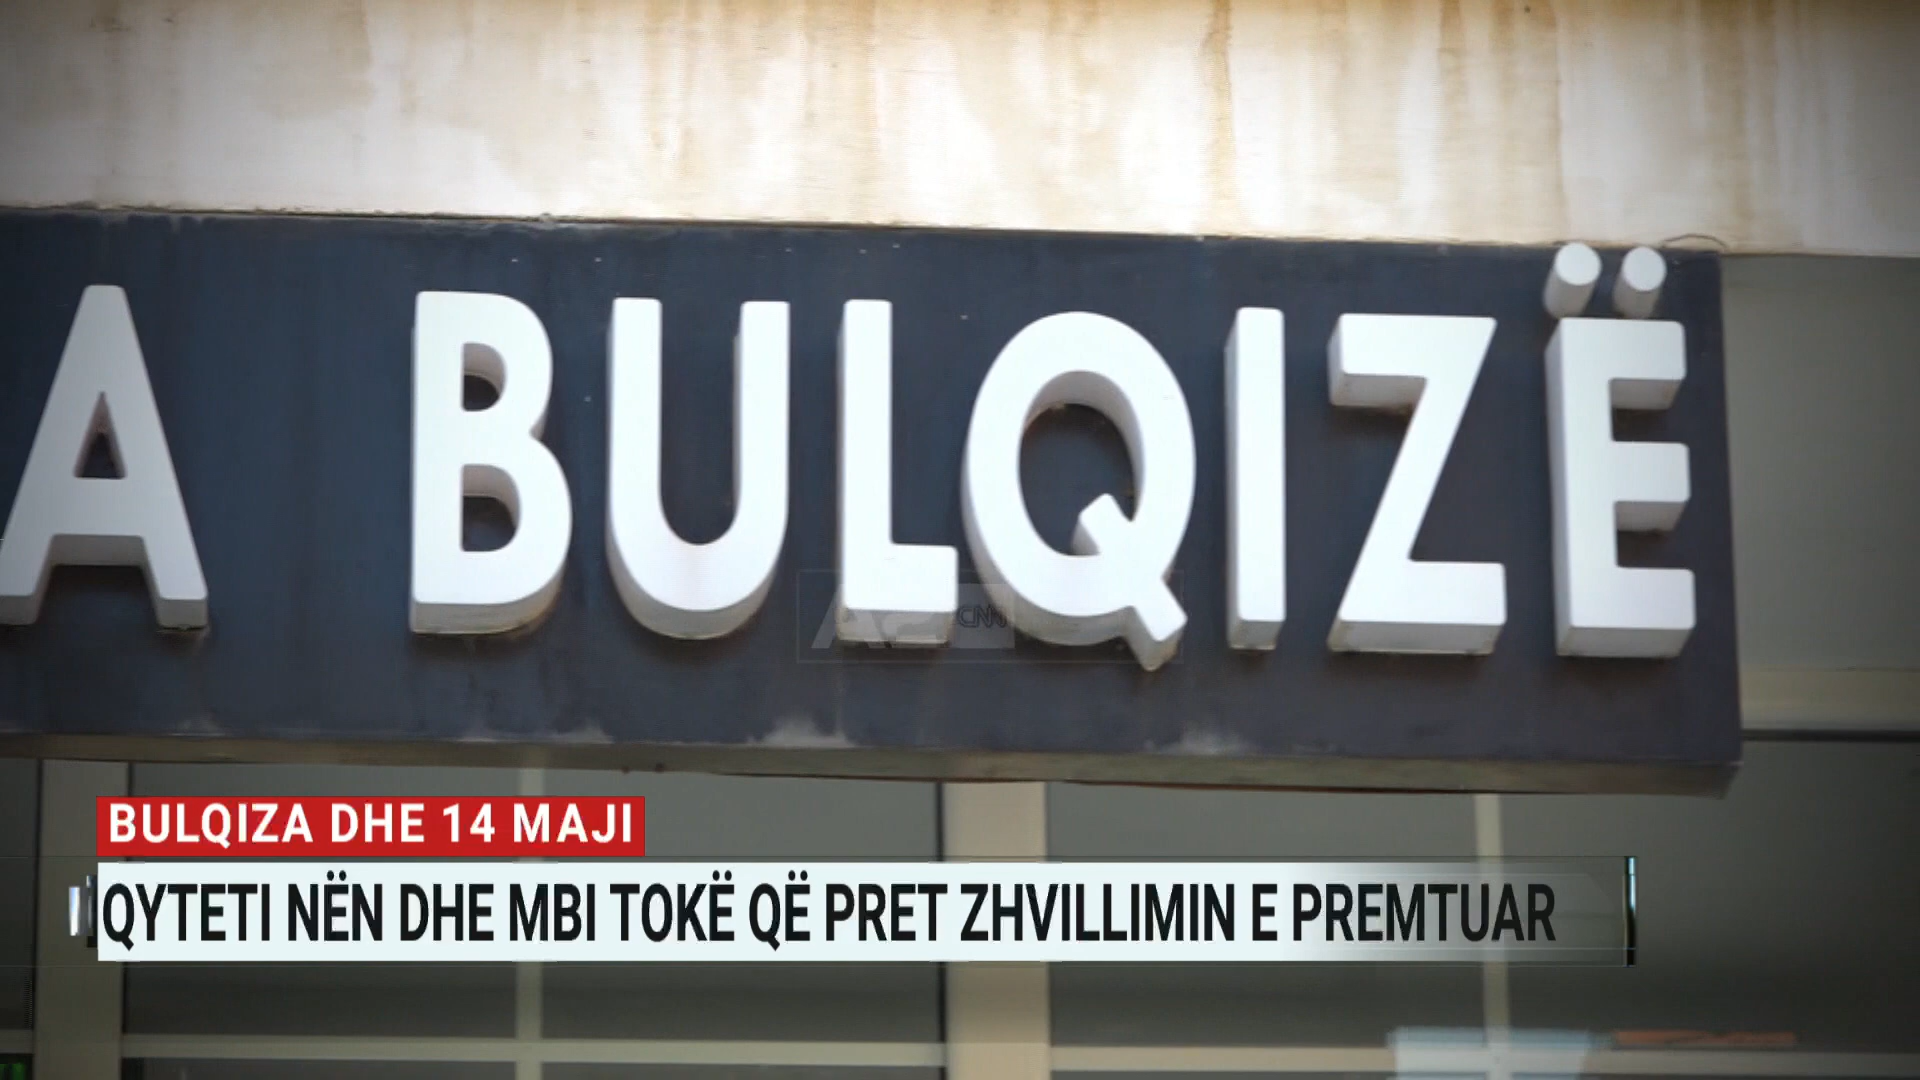 A BULQIZË
BULQIZA DHE 14 MAJI
QYTETI NËN DHE MBI TOKË QË PRET ZHVILLIMIN E PREMTUAR